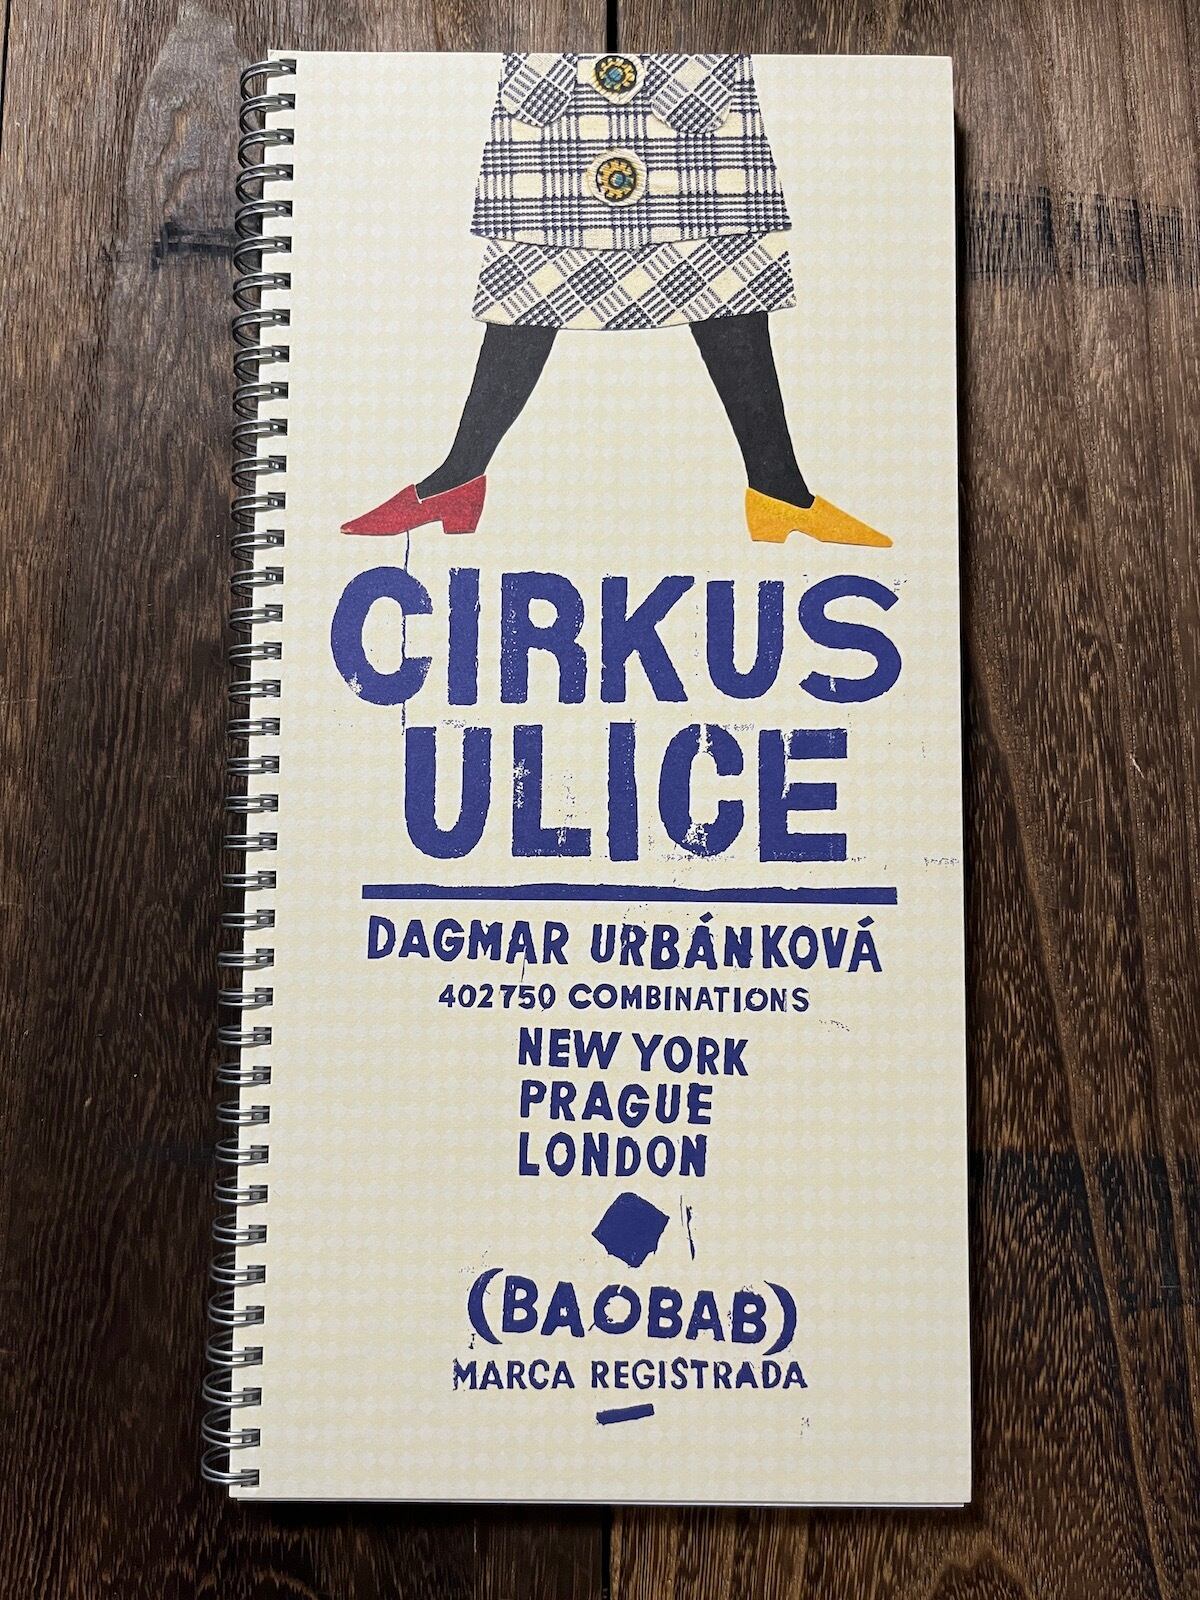 CIRKUS
ULICE
DAGMAR URBÁNKOVÁ
402750 COMBINATIONS
NEW YORK
PRAGUE
LONDON
(BAOBAB)
MARCA REGISTRADA